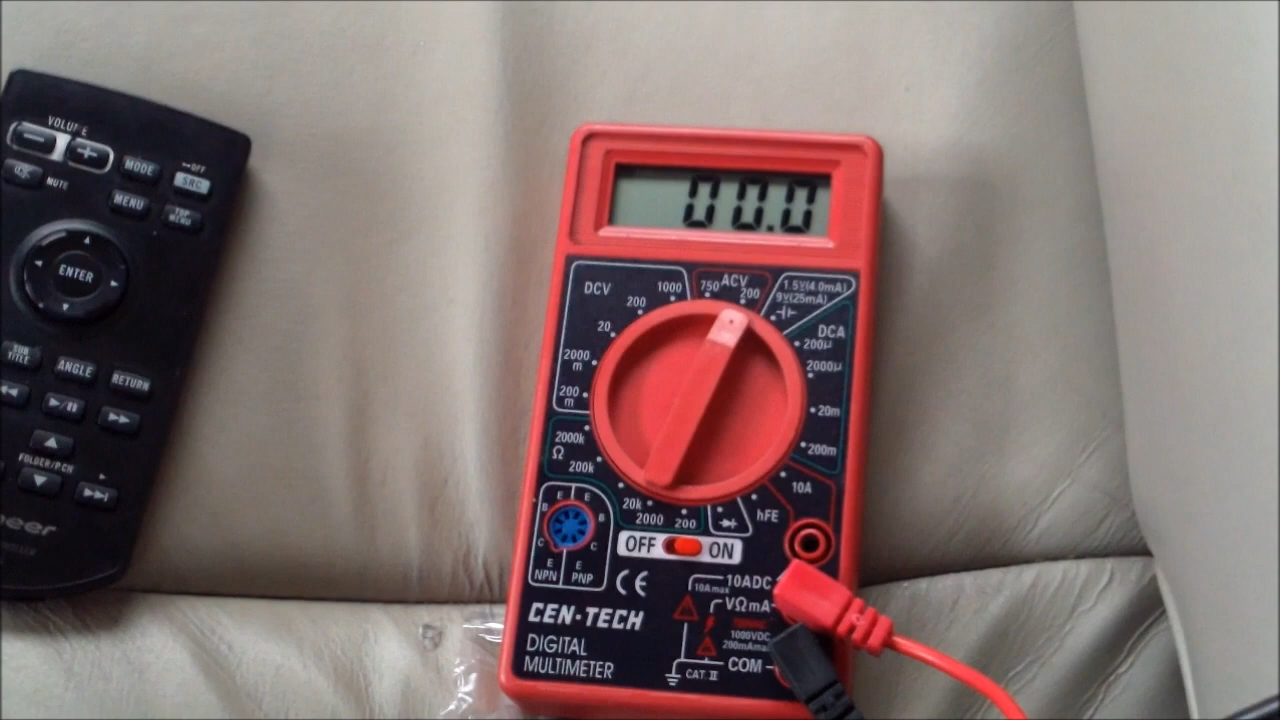 VOLUME
MODE
OFF
SRC
MUTE
MENU
TOP MENU
ENTER
SUB TITLE
ANGLE
RETURN
FOLDER/P.CH
00.0
DCV
1000
750
ACV
200
1.5V(4.0mA)
9V(25mA)
200
20
2000
m
200
m
DCA
200µ
2000µ
20m
200m
10A
2000k
Ω
200k
20k
2000
200
hFE
E
E
B
B
C
C
E
E
NPN
PNP
OFF
ON
CE
10ADC
10A max
VΩmA
1000VDC
200mAmax
COM
CAT. II
CEN-TECH
DIGITAL
MULTIMETER